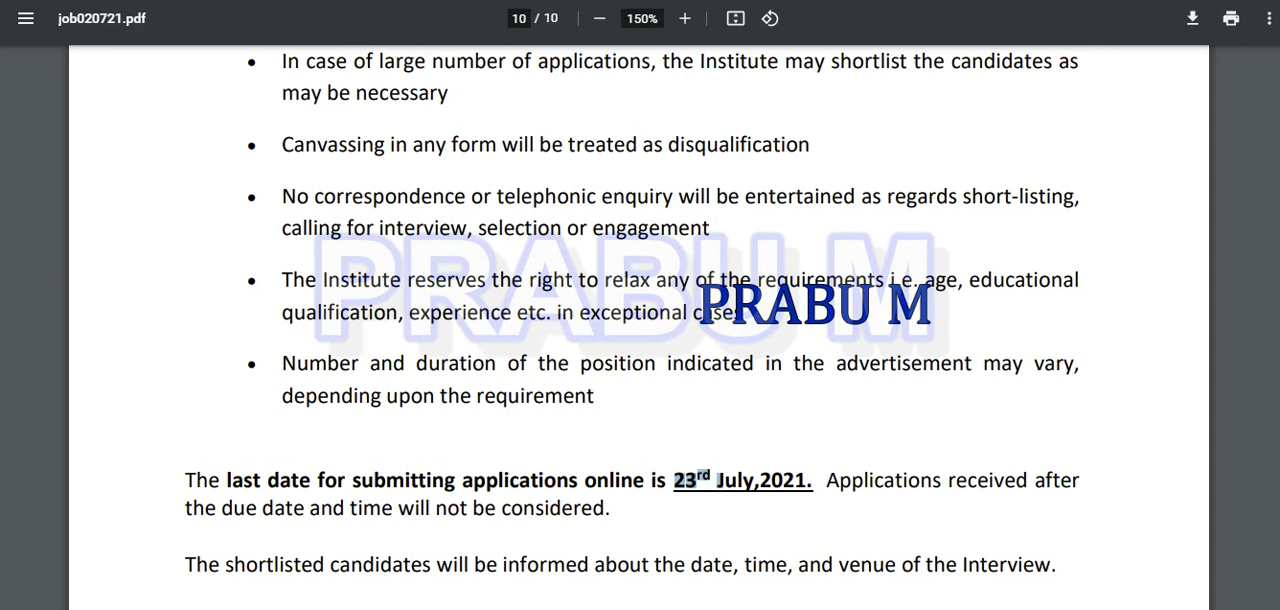 job020721.pdf
10 / 10
150%
In case of large number of applications, the Institute may shortlist the candidates as
may be necessary
Canvassing in any form will be treated as disqualification
No correspondence or telephonic enquiry will be entertained as regards short-listing,
calling for interview, selection or engagement
The Institute reserves the right to relax any of the requirements i.e. age, educational
qualification, experience etc. in exceptional cases
PRABU M
PRABU M
Number and duration of the position indicated in the advertisement may vary,
depending upon the requirement
The last date for submitting applications online is 23rd July,2021. Applications received after
the due date and time will not be considered.
The shortlisted candidates will be informed about the date, time, and venue of the Interview.